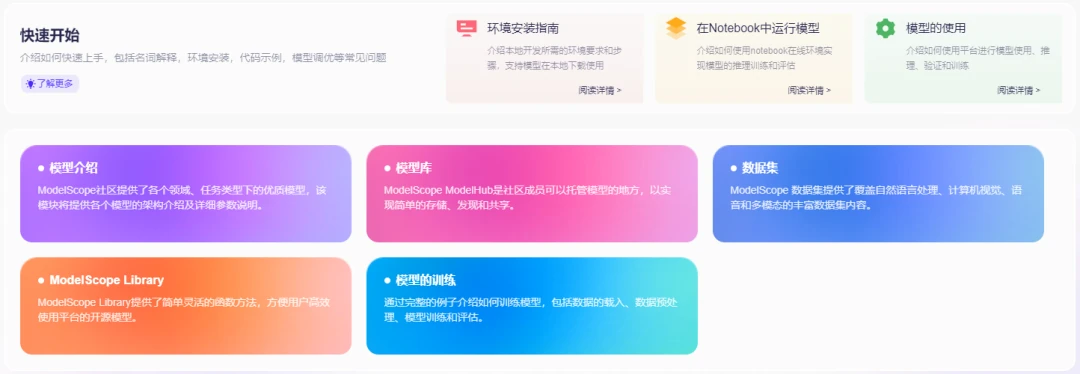 快速开始
介绍如何快速上手，包括名词解释，环境安装，代码示例，模型调优等常见问题
了解更多
环境安装指南
介绍本地开发所需的环境要求和步
骤、支持模型在本地下载使用
阅读详情 >
在Notebook中运行模型
介绍如何使用notebook在线环境实
现模型的推理训练和评估
阅读详情 >
模型的使用
介绍如何使用平台进行模型使用、推
理、验证和训练
阅读详情 >
模型介绍
ModelScope社区提供了各个领域、任务类型下的优质模型，该
模块将提供各个模型的架构介绍及详细参数说明。
模型库
ModelScope ModelHub是社区成员可以托管模型的地方，以实
现简单的存储、发现和共享。
数据集
ModelScope 数据集提供了覆盖自然语言处理、计算机视觉、语
音和多模态的丰富数据集内容。
ModelScope Library
ModelScope Library提供了简单灵活的函数方法，方便用户高效
使用平台的开源模型。
模型的训练
通过完整的例子介绍如何训练模型，包括数据的载入、数据预处
理、模型训练和评估。